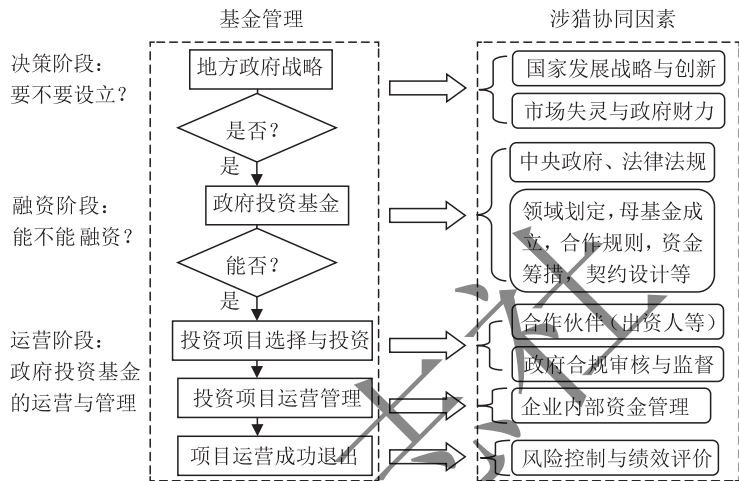 基金管理
涉猎协同因素
决策阶段：
要不要设立？
地方政府战略
是否？
是
国家发展战略与创新
市场失灵与政府财力
融资阶段：
能不能融资？
政府投资基金
能否？
是
中央政府、法律法规
领域划定，母基金成
立，合作规则，资金
筹措，契约设计等
运营阶段：
政府投资基金
的运营与管理
投资项目选择与投资
投资项目运营管理
项目运营成功退出
合作伙伴（出资人等）
政府合规审核与监督
企业内部资金管理
风险控制与绩效评价